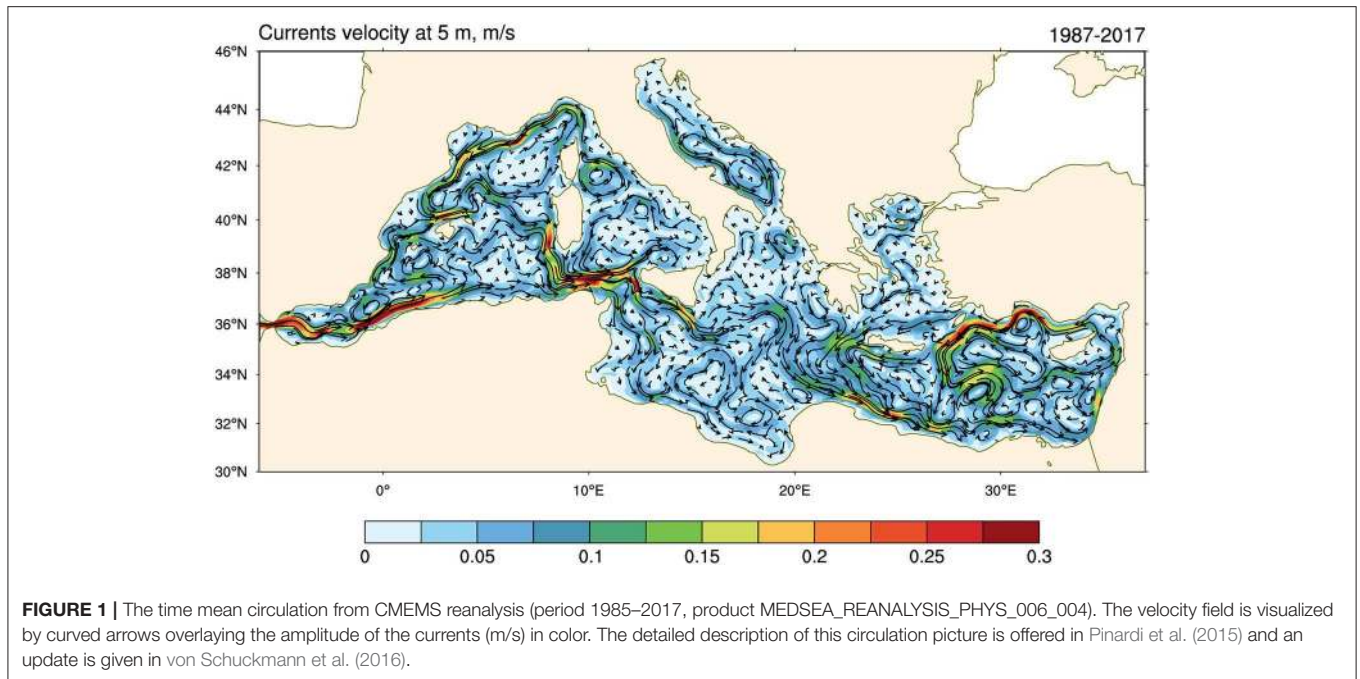 Currents velocity at 5 m, m/s 1987-2017
46°N
44°N
42°N
40°N
38°N
36°N
34°N
32°N
30°N
0° 10°E 20°E 30°E
0 0.05 0.1 0.15 0.2 0.25 0.3
FIGURE 1 | The time mean circulation from CMEMS reanalysis (period 1985–2017, product MEDSEA_REANALYSIS_PHYS_006_004). The velocity field is visualized
by curved arrows overlaying the amplitude of the currents (m/s) in color. The detailed description of this circulation picture is offered in Pinardi et al. (2015) and an
update is given in von Schuckmann et al. (2016).